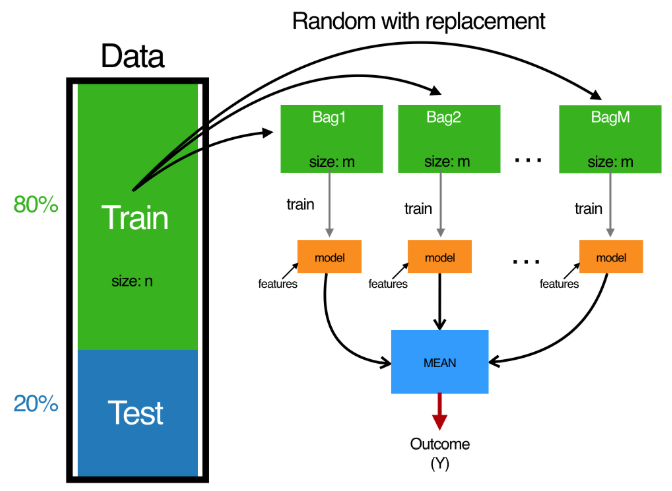 Random with replacement
Data
Bag1
size: m
Bag2
size: m
. . .
BagM
size: m
80%
Train
size: n
train
train
train
model
features
model
features
. . .
model
features
MEAN
20%
Test
Outcome
(Y)